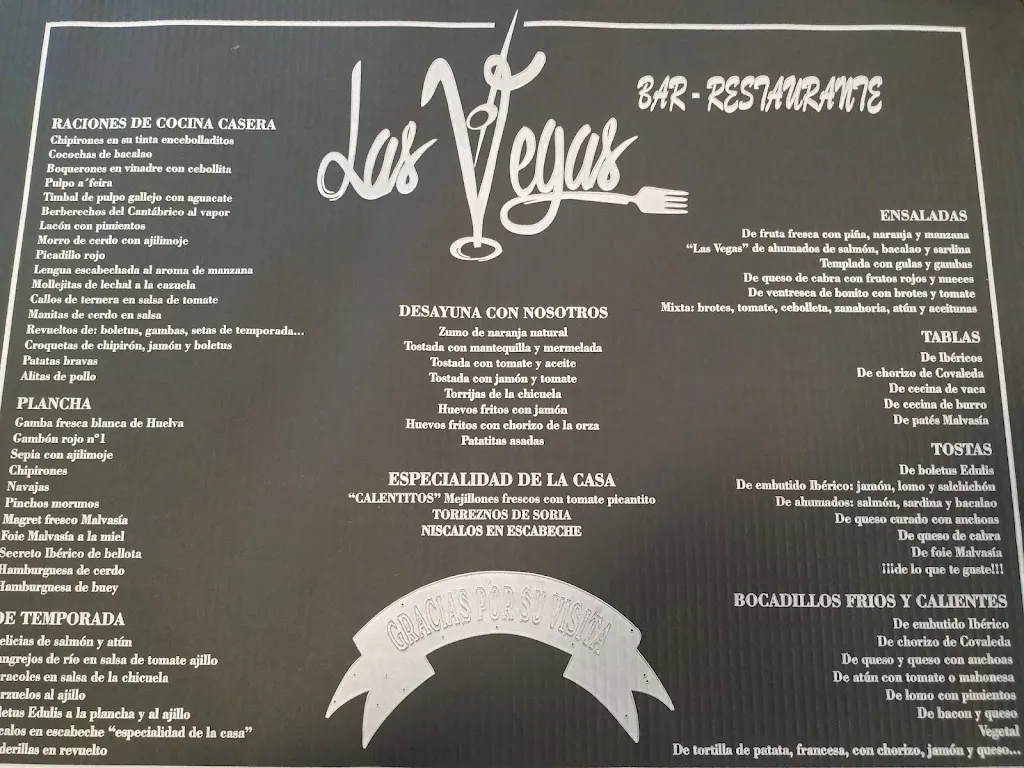 Las Vegas
BAR - RESTAURANTE
RACIONES DE COCINA CASERA
Chipirones en su tinta encebolladitos
Cocochas de bacalao
Boquerones en vinadre con cebollita
Pulpo a´feira
Timbal de pulpo gallejo con aguacate
Berberechos del Cantábrico al vapor
Lacón con pimientos
Morro de cerdo con ajilimoje
Picadillo rojo
Lengua escabechada al aroma de manzana
Mollejitas de lechal a la cazuela
Callos de ternera en salsa de tomate
Manitas de cerdo en salsa
Revueltos de: boletus, gambas, setas de temporada...
Croquetas de chipirón, jamón y boletus
Patatas bravas
Alitas de pollo
PLANCHA
Gamba fresca blanca de Huelva
Gambón rojo nº1
Sepia con ajilimoje
Chipirones
Navajas
Pinchos morunos
Magret fresco Malvasía
Foie Malvasía a la miel
Secreto Ibérico de bellota
Hamburguesa de cerdo
Hamburguesa de buey
DE TEMPORADA
elicias de salmón y atún
angrejos de río en salsa de tomate ajillo
racoles en salsa de la chicuela
rzuelos al ajillo
letus Edulis a la plancha y al ajillo
calos en escabeche “especialidad de la casa”
derillas en revuelto
DESAYUNA CON NOSOTROS
Zumo de naranja natural
Tostada con mantequilla y mermelada
Tostada con tomate y aceite
Tostada con jamón y tomate
Torrijas de la chicuela
Huevos fritos con jamón
Huevos fritos con chorizo de la orza
Patatitas asadas
ESPECIALIDAD DE LA CASA
“CALENTITOS” Mejillones frescos con tomate picantito
TORREZNOS DE SORIA
NISCALOS EN ESCABECHE
GRACIAS POR SU VISITA
ENSALADAS
De fruta fresca con piña, naranja y manzana
“Las Vegas” de ahumados de salmón, bacalao y sardina
Templada con gulas y gambas
De queso de cabra con frutos rojos y nueces
De ventresca de bonito con brotes y tomate
Mixta: brotes, tomate, cebolleta, zanahoria, atún y aceitunas
TABLAS
De Ibéricos
De chorizo de Covaleda
De cecina de vaca
De cecina de burro
De patés Malvasía
TOSTAS
De boletus Edulis
De embutido Ibérico: jamón, lomo y salchichón
De ahumados: salmón, sardina y bacalao
De queso curado con anchoas
De queso de cabra
De foie Malvasía
¡¡¡de lo que te guste!!!
BOCADILLOS FRIOS Y CALIENTES
De embutido Ibérico
De chorizo de Covaleda
De queso y queso con anchoas
De atún con tomate o mahonesa
De lomo con pimientos
De bacon y queso
Vegetal
De tortilla de patata, francesa, con chorizo, jamón y queso...